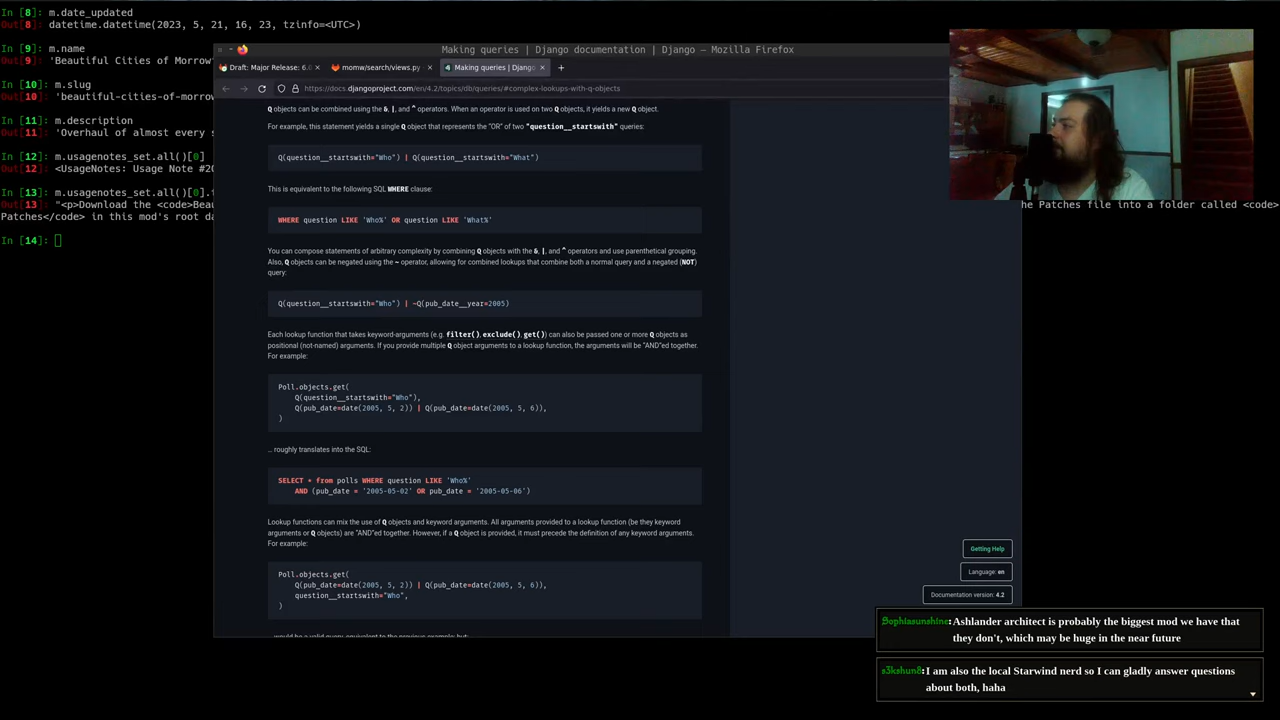 In [8]: m.date_updated
Out[8]: datetime.datetime(2023, 5, 21, 16, 23, tzinfo=<UTC>)
In [9]: m.name
Out[9]: 'Beautiful Cities of Morrow
In [10]: m.slug
Out[10]: 'beautiful-cities-of-morrow
In [11]: m.description
Out[11]: 'Overhaul of almost every s
In [12]: m.usagenotes_set.all()[0]
Out[12]: <UsageNotes: Usage Note #20
In [13]: m.usagenotes_set.all()[0].
Out[13]: "<p>Download the <code>Beau
he Patches file into a folder called <code>
Patches</code> in this mod's root da
In [14]:
Making queries | Django documentation | Django — Mozilla Firefox
Draft: Major Release: 6.0
momw/search/views.py
Making queries | Django
https://docs.djangoproject.com/en/4.2/topics/db/queries/#complex-lookups-with-q-objects
Q objects can be combined using the &, |, and ^ operators. When an operator is used on two Q objects, it yields a new Q object.
For example, this statement yields a single Q object that represents the "OR" of two "question__startswith" queries:
Q(question__startswith="Who") | Q(question__startswith="What")
This is equivalent to the following SQL WHERE clause:
WHERE question LIKE 'Who%' OR question LIKE 'What%'
You can compose statements of arbitrary complexity by combining Q objects with the &, |, and ^ operators and use parenthetical grouping.
Also, Q objects can be negated using the ~ operator, allowing for combined lookups that combine both a normal query and a negated (NOT)
query:
Q(question__startswith="Who") | ~Q(pub_date__year=2005)
Each lookup function that takes keyword-arguments (e.g. filter(), exclude(), get()) can also be passed one or more Q objects as
positional (not-named) arguments. If you provide multiple Q object arguments to a lookup function, the arguments will be "AND"ed together.
For example:
Poll.objects.get(
Q(question__startswith="Who"),
Q(pub_date=date(2005, 5, 2)) | Q(pub_date=date(2005, 5, 6)),
)
… roughly translates into the SQL:
SELECT * from polls WHERE question LIKE 'Who%'
AND (pub_date = '2005-05-02' OR pub_date = '2005-05-06')
Lookup functions can mix the use of Q objects and keyword arguments. All arguments provided to a lookup function (be they keyword
arguments or Q objects) are "AND"ed together. However, if a Q object is provided, it must precede the definition of any keyword arguments.
For example:
Poll.objects.get(
Q(pub_date=date(2005, 5, 2)) | Q(pub_date=date(2005, 5, 6)),
question__startswith="Who",
)
… would be a valid query, equivalent to the previous example; but:
Getting Help
Language: en
Documentation version: 4.2
Sophiasunshine: Ashlander architect is probably the biggest mod we have that
they don't, which may be huge in the near future
s3kshun8: I am also the local Starwind nerd so I can gladly answer questions
about both, haha